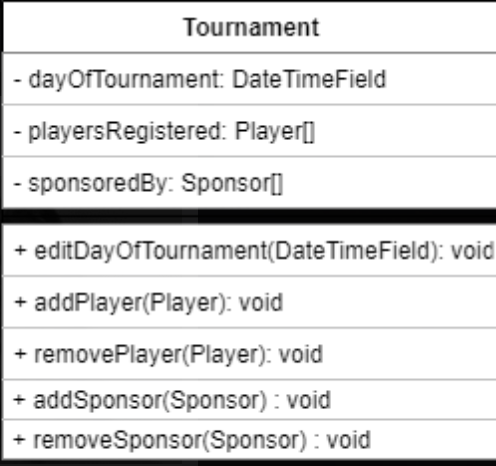 Tournament
- dayOfTournament: DateTimeField
- playersRegistered: Player[]
- sponsoredBy: Sponsor[]
+ editDayOfTournament(DateTimeField): void
+ addPlayer(Player): void
+ removePlayer(Player): void
+ addSponsor(Sponsor) : void
+ removeSponsor(Sponsor) : void